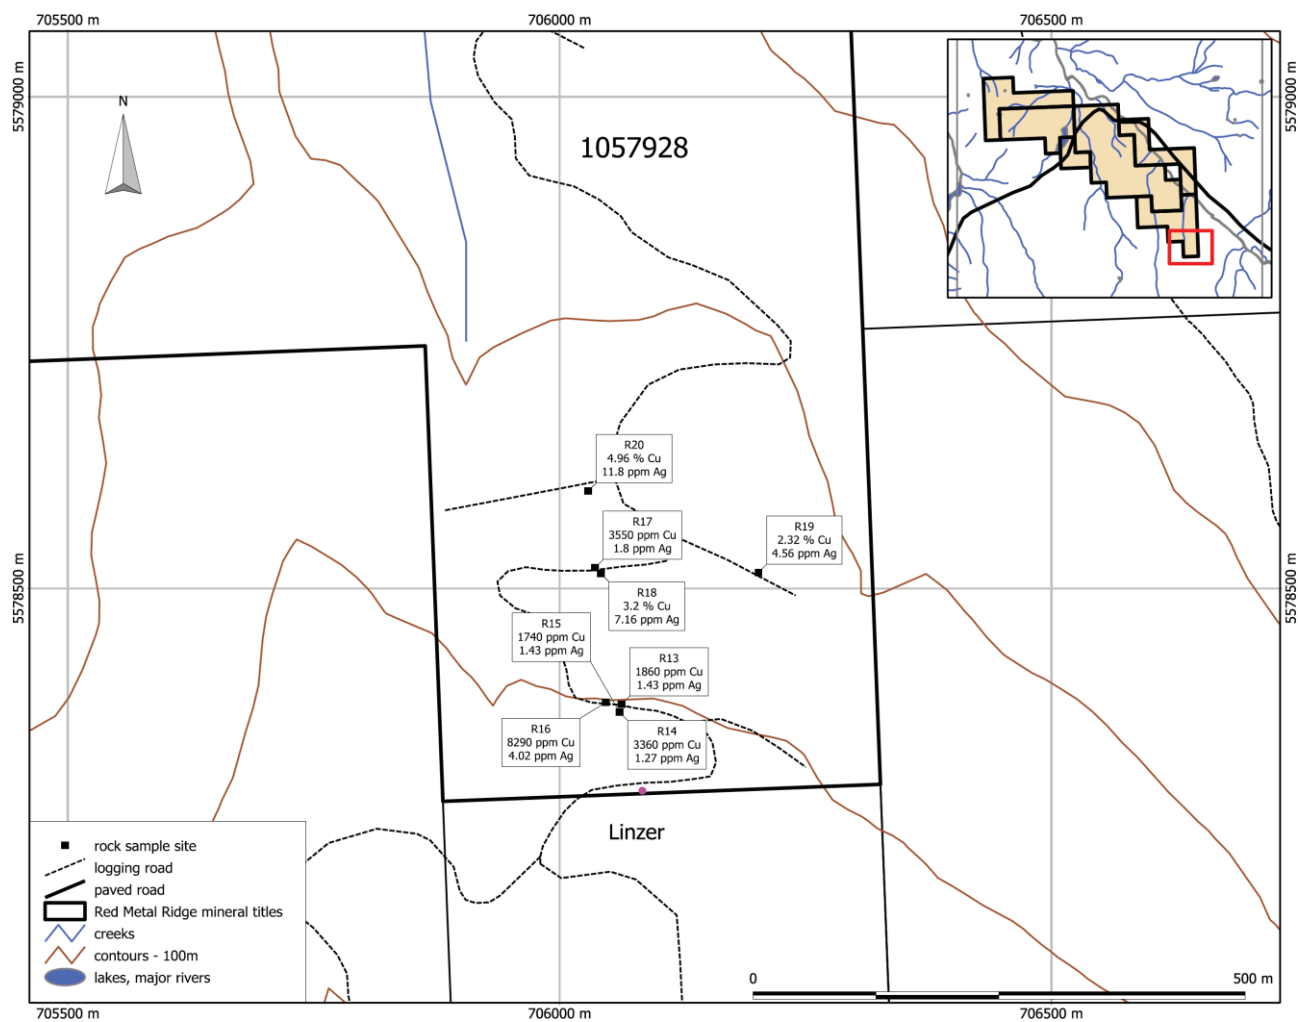 705500 m
706000 m
706500 m
5579000 m
5579000 m
N
1057928
R20
4.96 % Cu
11.8 ppm Ag
R17
3550 ppm Cu
1.8 ppm Ag
R19
2.32 % Cu
4.56 ppm Ag
5578500 m
5578500 m
R18
3.2 % Cu
7.16 ppm Ag
R15
1740 ppm Cu
1.43 ppm Ag
R13
1860 ppm Cu
1.43 ppm Ag
R16
8290 ppm Cu
4.02 ppm Ag
R14
3360 ppm Cu
1.27 ppm Ag
Linzer
rock sample site
logging road
paved road
Red Metal Ridge mineral titles
creeks
contours - 100m
lakes, major rivers
0
500 m
705500 m
706000 m
706500 m